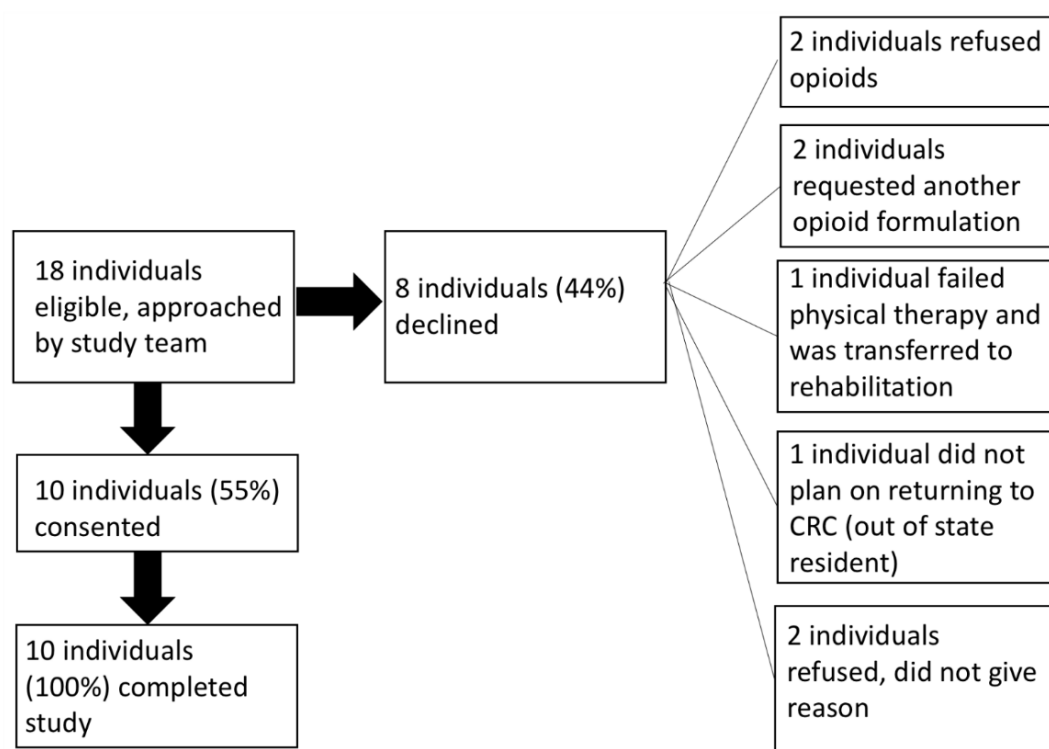 18 individuals
eligible, approached
by study team
8 individuals (44%)
declined
10 individuals (55%)
consented
10 individuals
(100%) completed
study
2 individuals refused
opioids
2 individuals
requested another
opioid formulation
1 individual failed
physical therapy and
was transferred to
rehabilitation
1 individual did not
plan on returning to
CRC (out of state
resident)
2 individuals
refused, did not give
reason